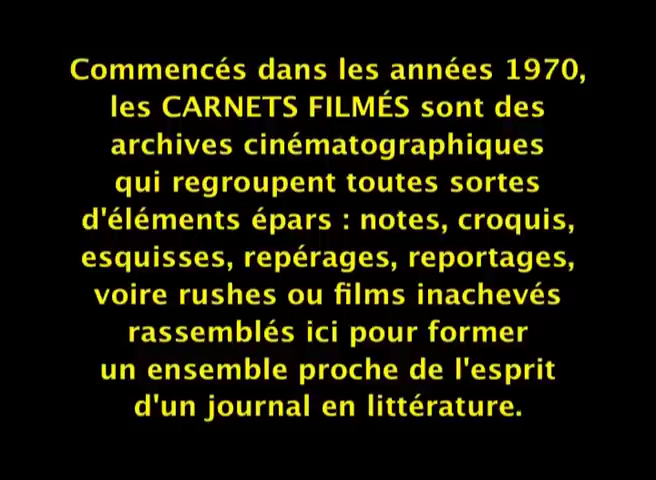 Commencés dans les années 1970,
les CARNETS FILMÉS sont des
archives cinématographiques
qui regroupent toutes sortes
d'éléments épars : notes, croquis,
esquisses, repérages, reportages,
voire rushes ou films inachevés
rassemblés ici pour former
un ensemble proche de l'esprit
d'un journal en littérature.